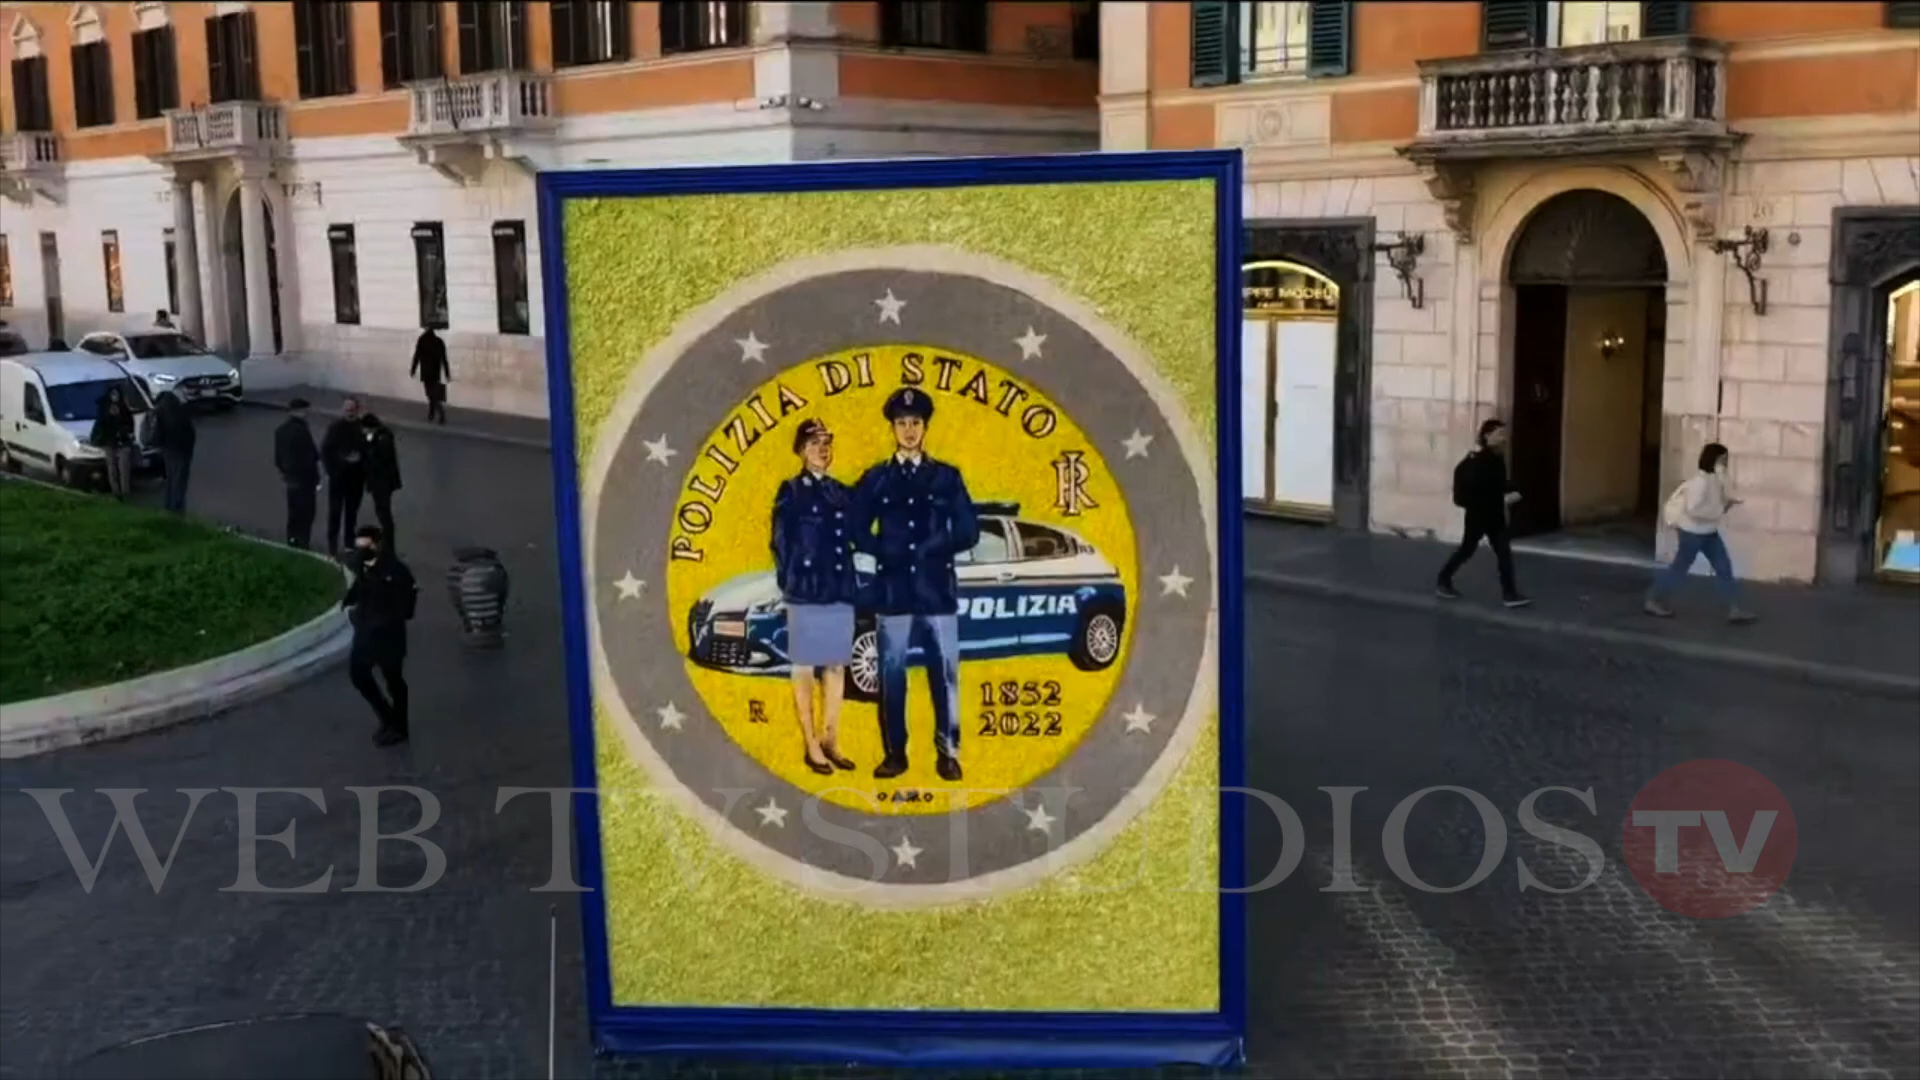 POLIZIA DI STATO
RI
POLIZIA
R
1852
2022
WEB TV STUDIOS TV